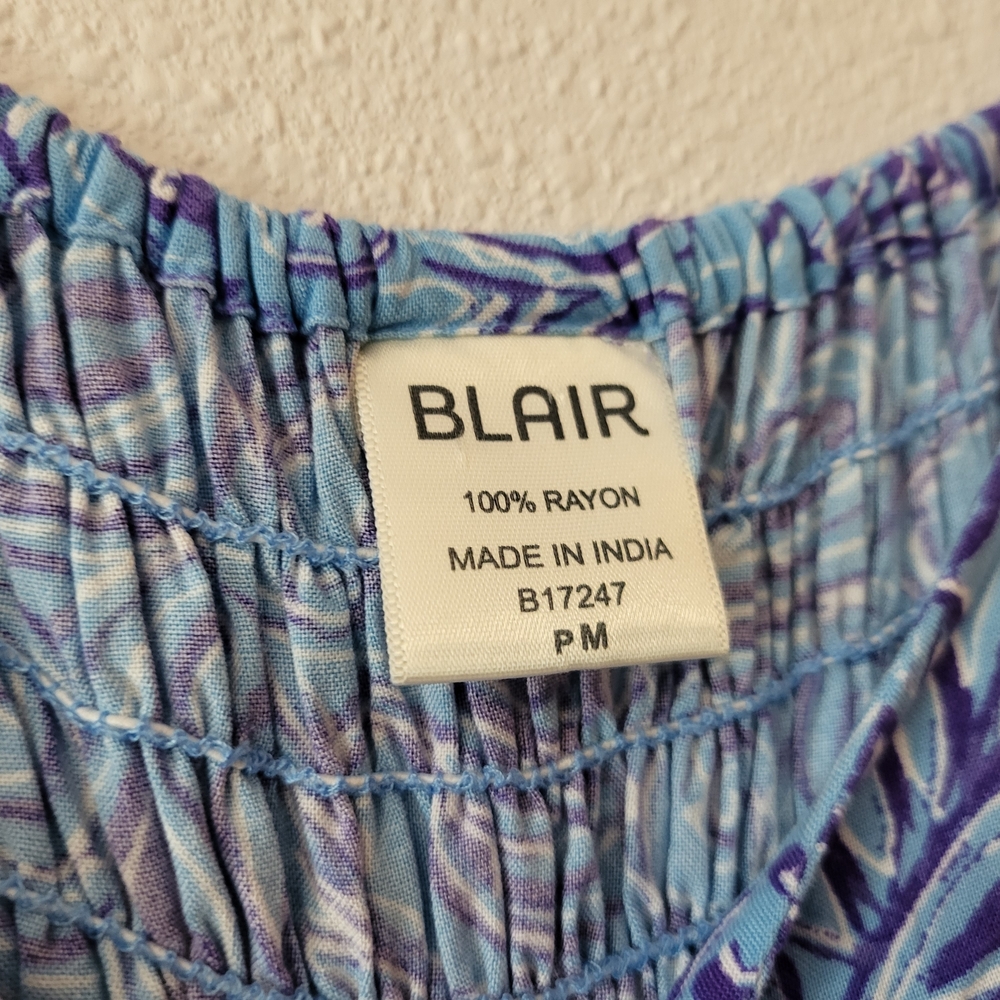 BLAIR
100% RAYON
MADE IN INDIA
B17247
PM